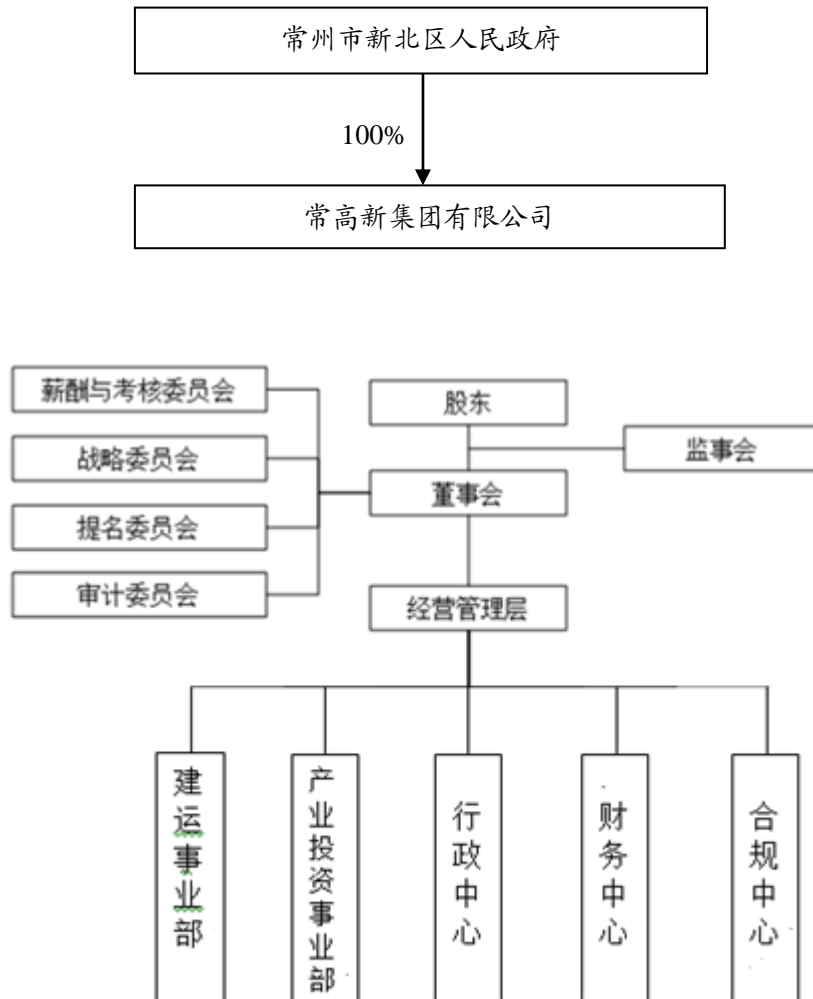 常州市新北区人民政府
100%
常高新集团有限公司
薪酬与考核委员会
股东
战略委员会
监事会
董事会
提名委员会
审计委员会
经营管理层
建运事业部
产业投资事业部
行政中心
财务中心
合规中心